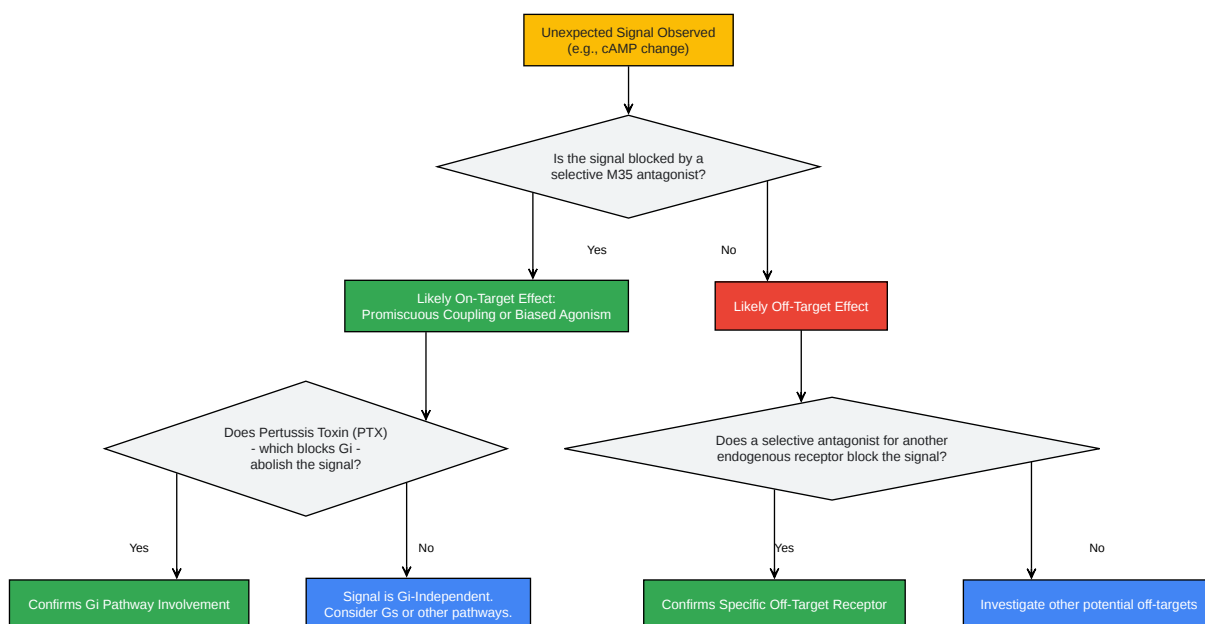 Unexpected Signal Observed
(e.g., cAMP change)
Is the signal blocked by a
selective M35 antagonist?
Yes
No
Likely On-Target Effect:
Promiscuous Coupling or Biased Agonism
Likely Off-Target Effect
Does Pertussis Toxin (PTX)
- which blocks Gi -
abolish the signal?
Does a selective antagonist for another
endogenous receptor block the signal?
Yes
No
Yes
No
Confirms Gi Pathway Involvement
Signal is Gi-Independent.
Consider Gs or other pathways.
Confirms Specific Off-Target Receptor
Investigate other potential off-targets